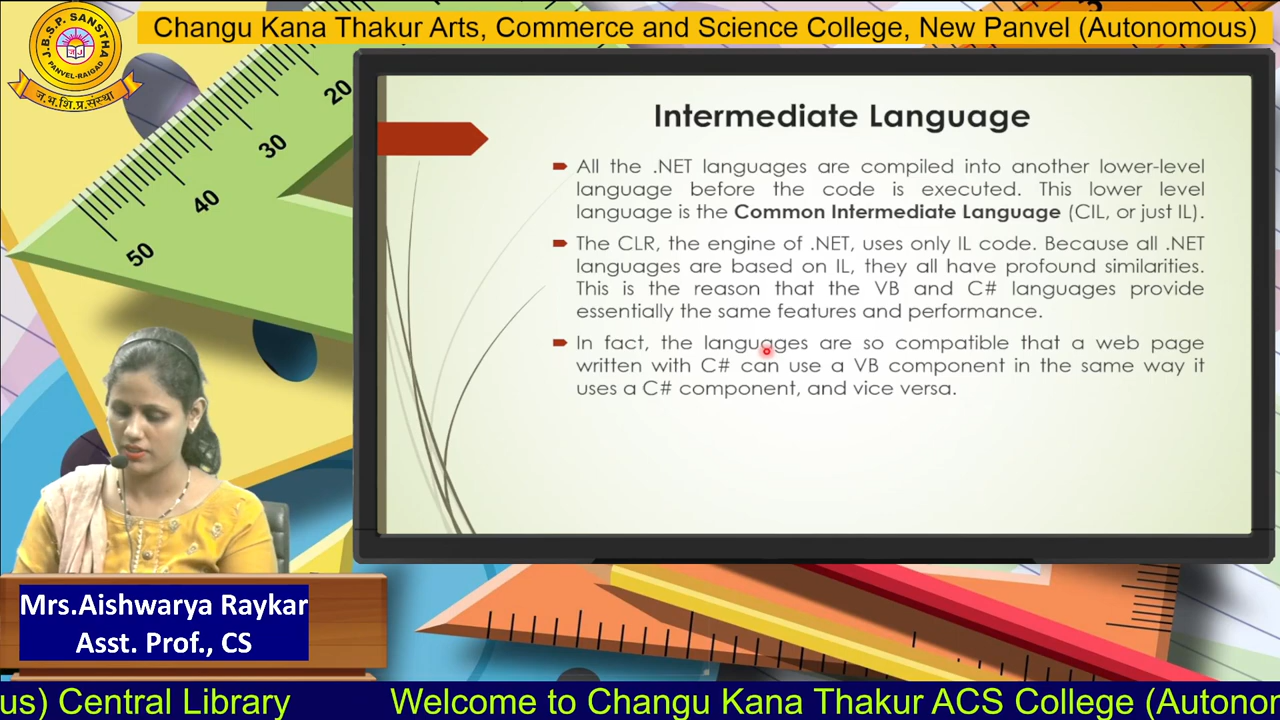 Changu Kana Thakur Arts, Commerce and Science College, New Panvel (Autonomous)
J.B.S.P. SANSTHA
PANVEL-RAIGAD
ज.भ.शि.प्र.संस्था
20
30
40
50
Intermediate Language
All the .NET languages are compiled into another lower-level
language before the code is executed. This lower level
language is the Common Intermediate Language (CIL, or just IL).
The CLR, the engine of .NET, uses only IL code. Because all .NET
languages are based on IL, they all have profound similarities.
This is the reason that the VB and C# languages provide
essentially the same features and performance.
In fact, the languages are so compatible that a web page
written with C# can use a VB component in the same way it
uses a C# component, and vice versa.
Mrs.Aishwarya Raykar
Asst. Prof., CS
us) Central Library Welcome to Changu Kana Thakur ACS College (Autonor